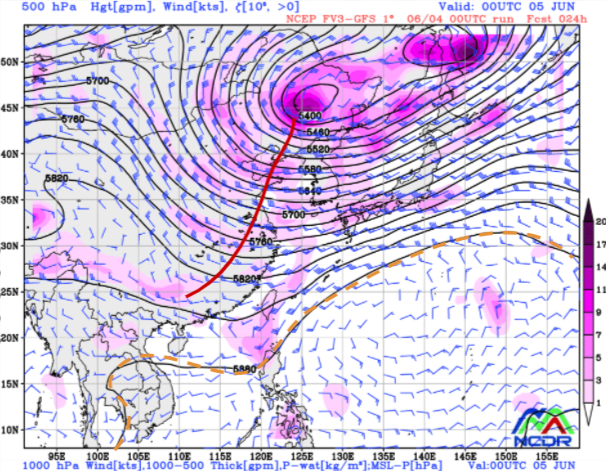 500 hPa Hgt[gpm], Wind[kts], ζ[10⁵, >0] Valid: 00UTC 05 JUN
NCEP FV3-GFS 1° 06/04 00UTC run Fcst 024h
50N
5700
45N
5400
5760
5460
5520
40N
5580
5820
5640
35N
5700
30N
5760
5820
25N
20N
5880
15N
10N
20
17
14
11
9
7
5
3
1
NCDR
95E 100E 105E 110E 115E 120E 125E 130E 135E 140E 145E 150E 155E
1000 hPa Wind[kts],1000-500 Thick[gpm],P-wat[kg/m²];MSL-P[hPa] Va:00UTC 05 JUN